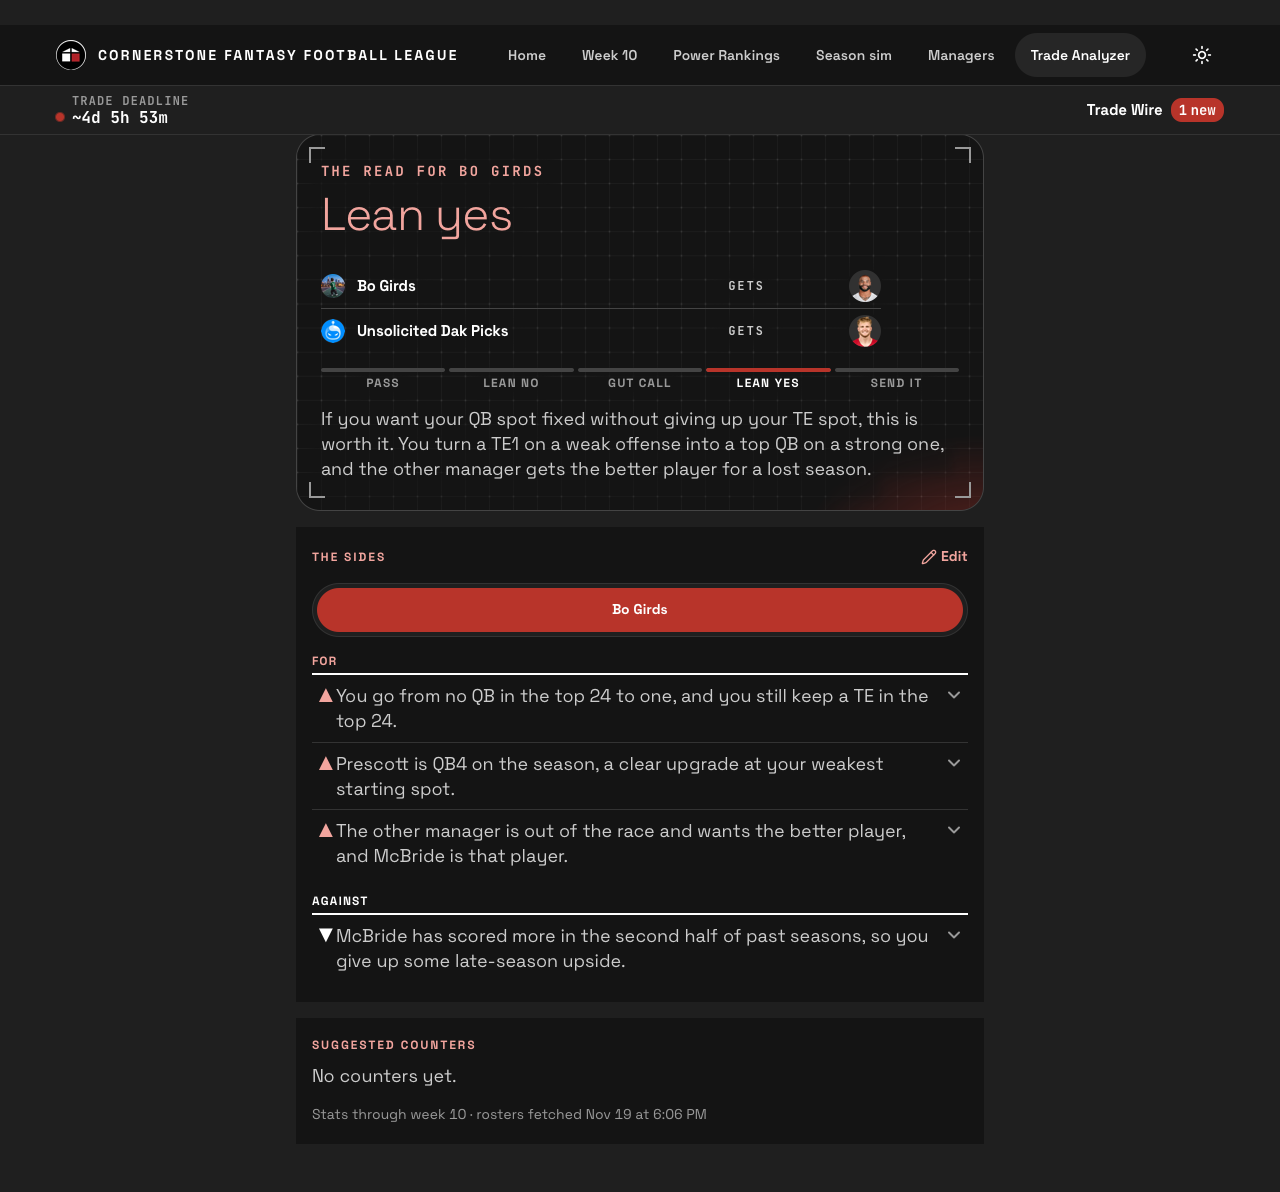 CORNERSTONE FANTASY FOOTBALL LEAGUE
Home
Week 10
Power Rankings
Season sim
Managers
Trade Analyzer
TRADE DEADLINE
~4d 5h 53m
Trade Wire
1 new
THE READ FOR BO GIRDS
Lean yes
Bo Girds
GETS
Unsolicited Dak Picks
GETS
PASS
LEAN NO
GUT CALL
LEAN YES
SEND IT
If you want your QB spot fixed without giving up your TE spot, this is
worth it. You turn a TE1 on a weak offense into a top QB on a strong one,
and the other manager gets the better player for a lost season.
THE SIDES
Edit
Bo Girds
FOR
You go from no QB in the top 24 to one, and you still keep a TE in the
top 24.
Prescott is QB4 on the season, a clear upgrade at your weakest
starting spot.
The other manager is out of the race and wants the better player,
and McBride is that player.
AGAINST
McBride has scored more in the second half of past seasons, so you
give up some late-season upside.
SUGGESTED COUNTERS
No counters yet.
Stats through week 10 · rosters fetched Nov 19 at 6:06 PM